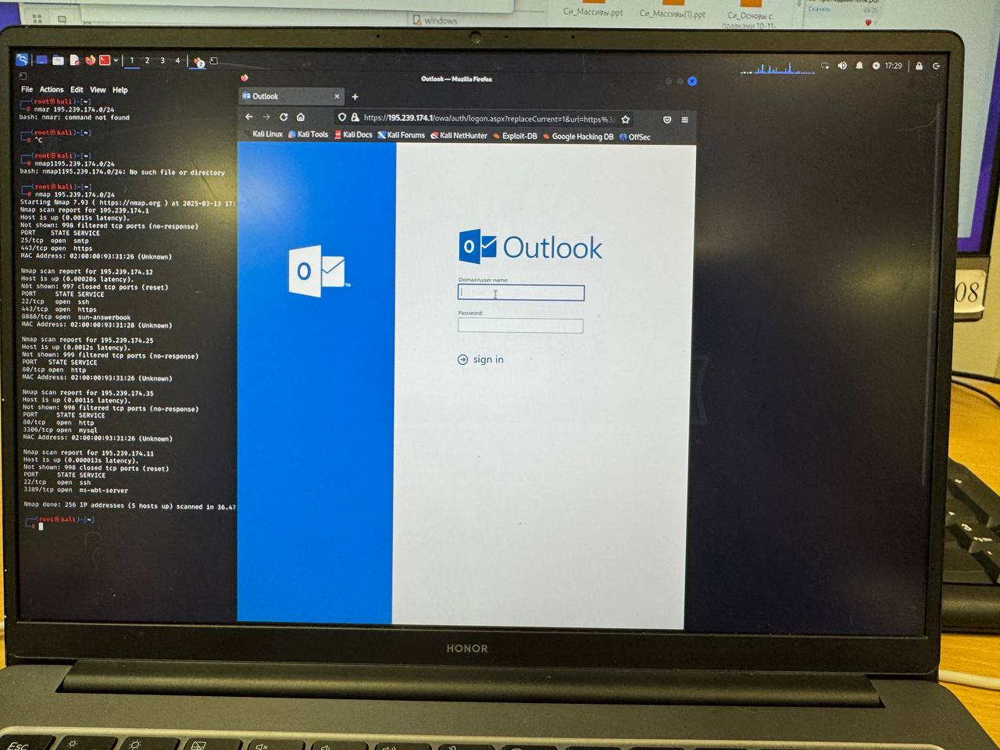 windows
Си_Массивы.ppt
Си_Массивы(1).ppt
Си_Основы с
Скачать
1 2 3 4
17:29
File Actions Edit View Help
Outlook — Mozilla Firefox
Outlook
https://195.239.174.1/owa/auth/logon.aspx?replaceCurrent=1&url=https%3
Kali Linux Kali Tools Kali Docs Kali Forums Kali NetHunter Exploit-DB Google Hacking DB OffSec
(root㉿kali)-[~]
# nmar 195.239.174.0/24
bash: nmar: command not found
(root㉿kali)-[~]
# ^C
(root㉿kali)-[~]
# nmap1195.239.174.0/24
bash: nmap1195.239.174.0/24: No such file or directory
(root㉿kali)-[~]
# nmap 195.239.174.0/24
Starting Nmap 7.93 ( https://nmap.org ) at 2025-03-13 17:
Nmap scan report for 195.239.174.1
Host is up (0.0015s latency).
Not shown: 998 filtered tcp ports (no-response)
PORT STATE SERVICE
25/tcp open smtp
443/tcp open https
MAC Address: 02:00:00:93:31:26 (Unknown)
Nmap scan report for 195.239.174.12
Host is up (0.00020s latency).
Not shown: 997 closed tcp ports (reset)
PORT STATE SERVICE
22/tcp open ssh
443/tcp open https
8888/tcp open sun-answerbook
MAC Address: 02:00:00:93:31:28 (Unknown)
Nmap scan report for 195.239.174.25
Host is up (0.0012s latency).
Not shown: 999 filtered tcp ports (no-response)
PORT STATE SERVICE
80/tcp open http
MAC Address: 02:00:00:93:31:26 (Unknown)
Nmap scan report for 195.239.174.35
Host is up (0.0011s latency).
Not shown: 998 filtered tcp ports (no-response)
PORT STATE SERVICE
80/tcp open http
3306/tcp open mysql
MAC Address: 02:00:00:93:31:26 (Unknown)
Nmap scan report for 195.239.174.11
Host is up (0.000013s latency).
Not shown: 998 closed tcp ports (reset)
PORT STATE SERVICE
22/tcp open ssh
3389/tcp open ms-wbt-server
Nmap done: 256 IP addresses (5 hosts up) scanned in 36.47
(root㉿kali)-[~]
#
Outlook
Domain\user name:
Password:
sign in
08
HONOR
Esc